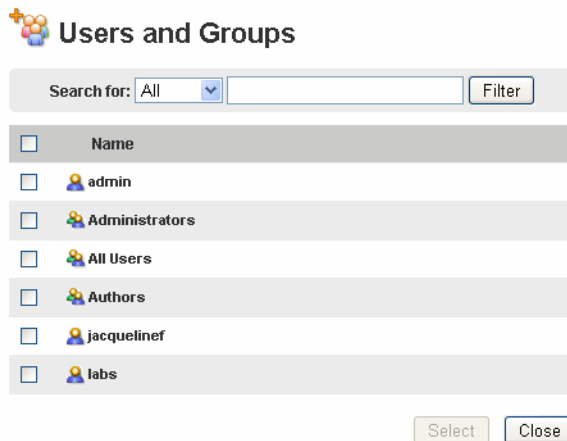 Users and Groups
Search for: All Filter
Name
admin
Administrators
All Users
Authors
jacquelinef
labs
Select Close